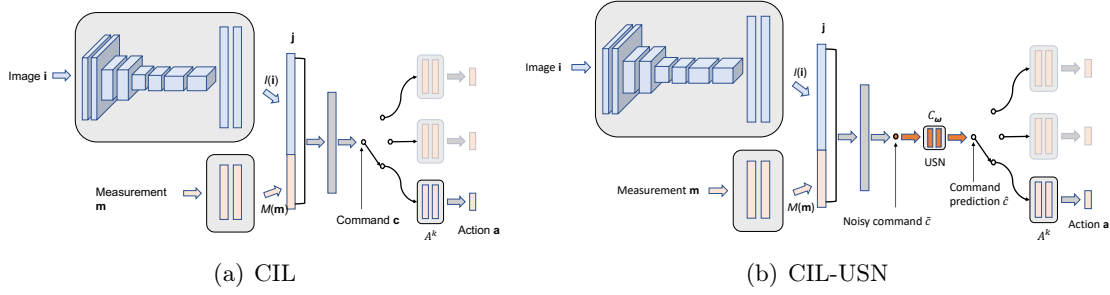 j
Image i
I(i)
Measurement m
M(m)
Command c
A^k
Action a
(a) CIL
j
Image i
I(i)
C_ω
USN
Measurement m
M(m)
Noisy command c̄
Command
prediction ĉ
A^k
Action a
(b) CIL-USN